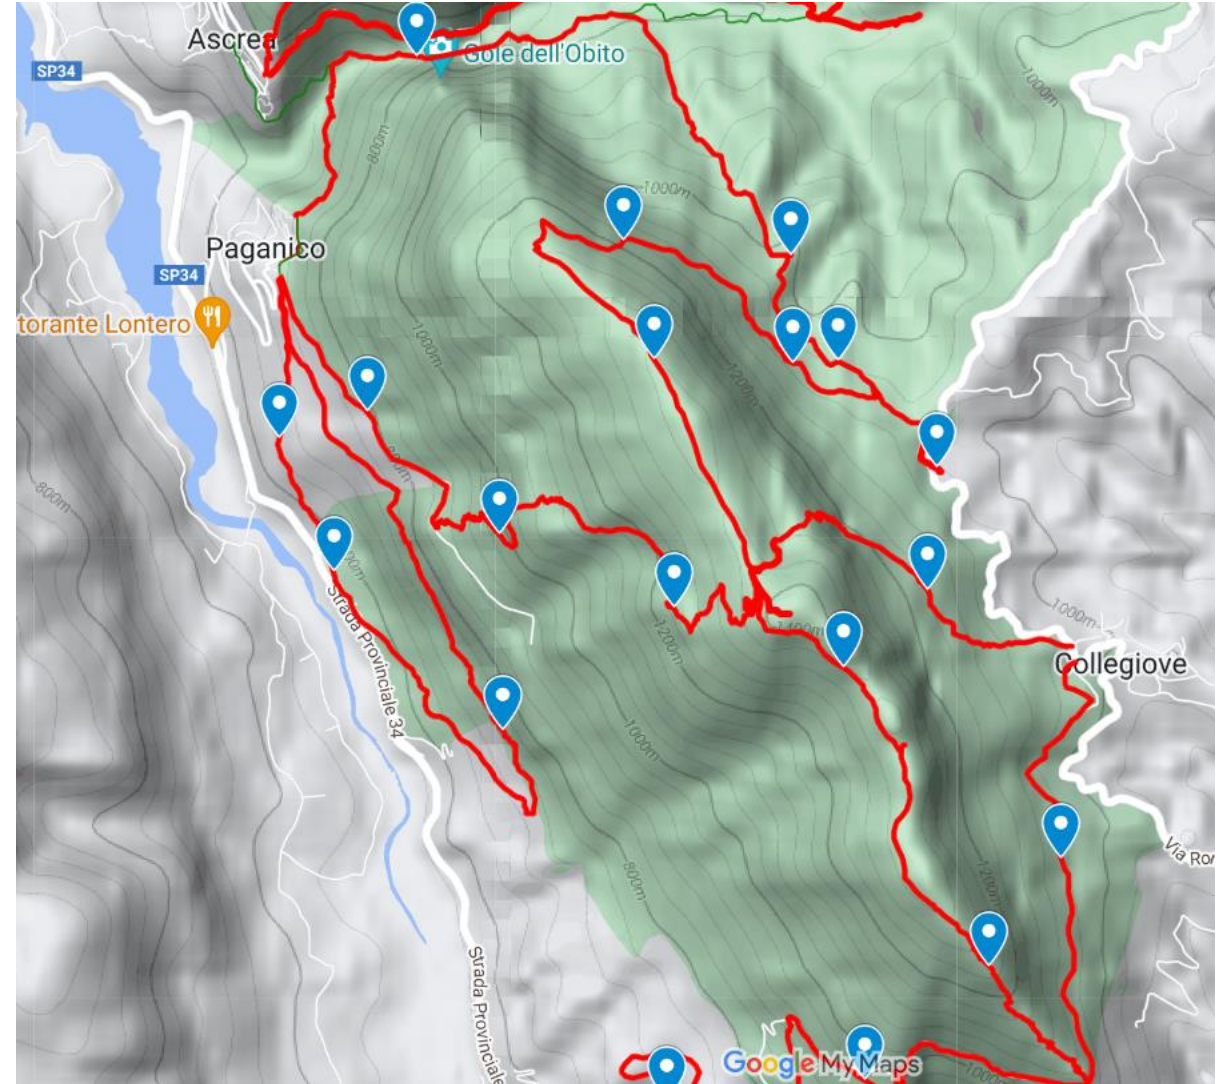 Ascrea
SP34
Gole dell'Obito
1000m
800m
1000m
Paganico
SP34
torante Lontero
1000m
1200m
800m
1000m
1400m
Collegiove
1200m
Strada Provinciale 34
1000m
Via Ror
800m
1200m
Strada Provinciale
Google My Maps
1000m